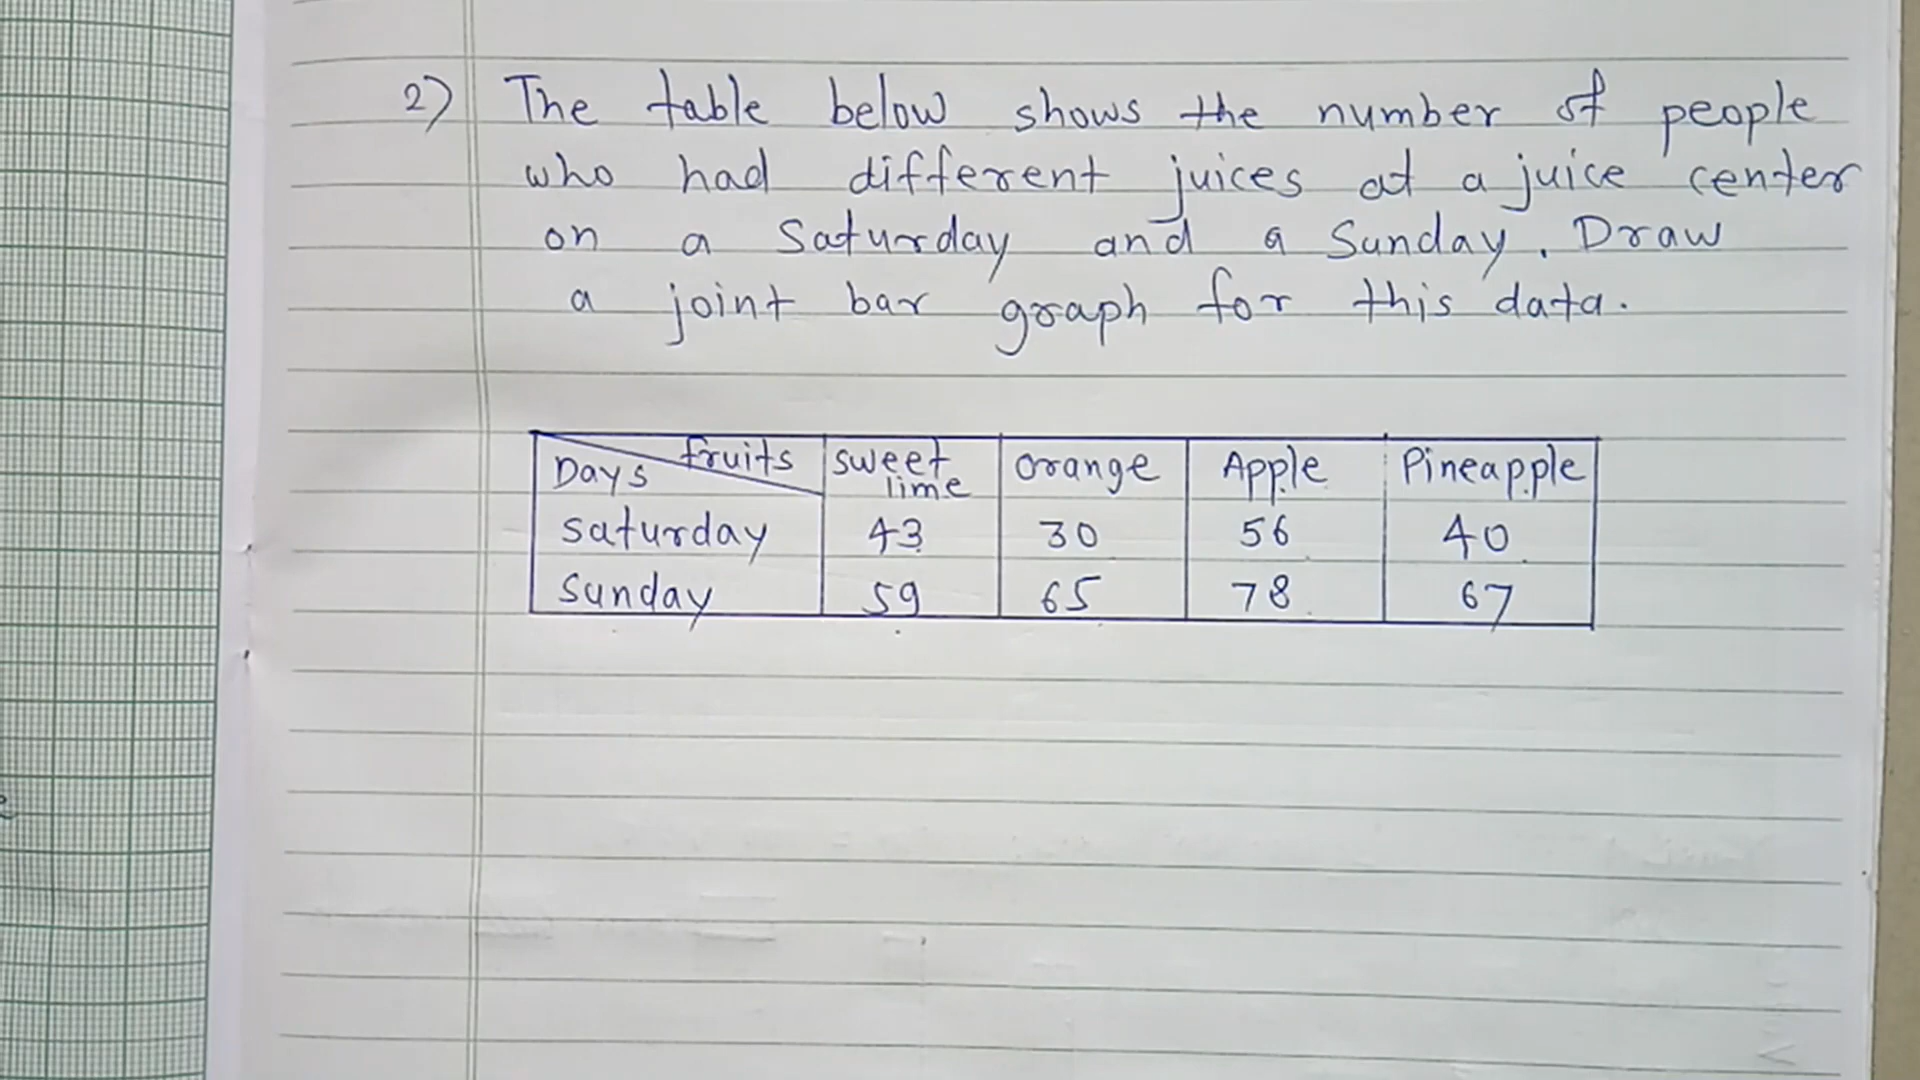 2) The table below shows the number of people
who had different juices at a juice center
on a Saturday and a Sunday. Draw
a joint bar graph for this data.
Days fruits sweet lime orange Apple Pineapple
saturday 43 30 56 40
sunday 59 65 78 67